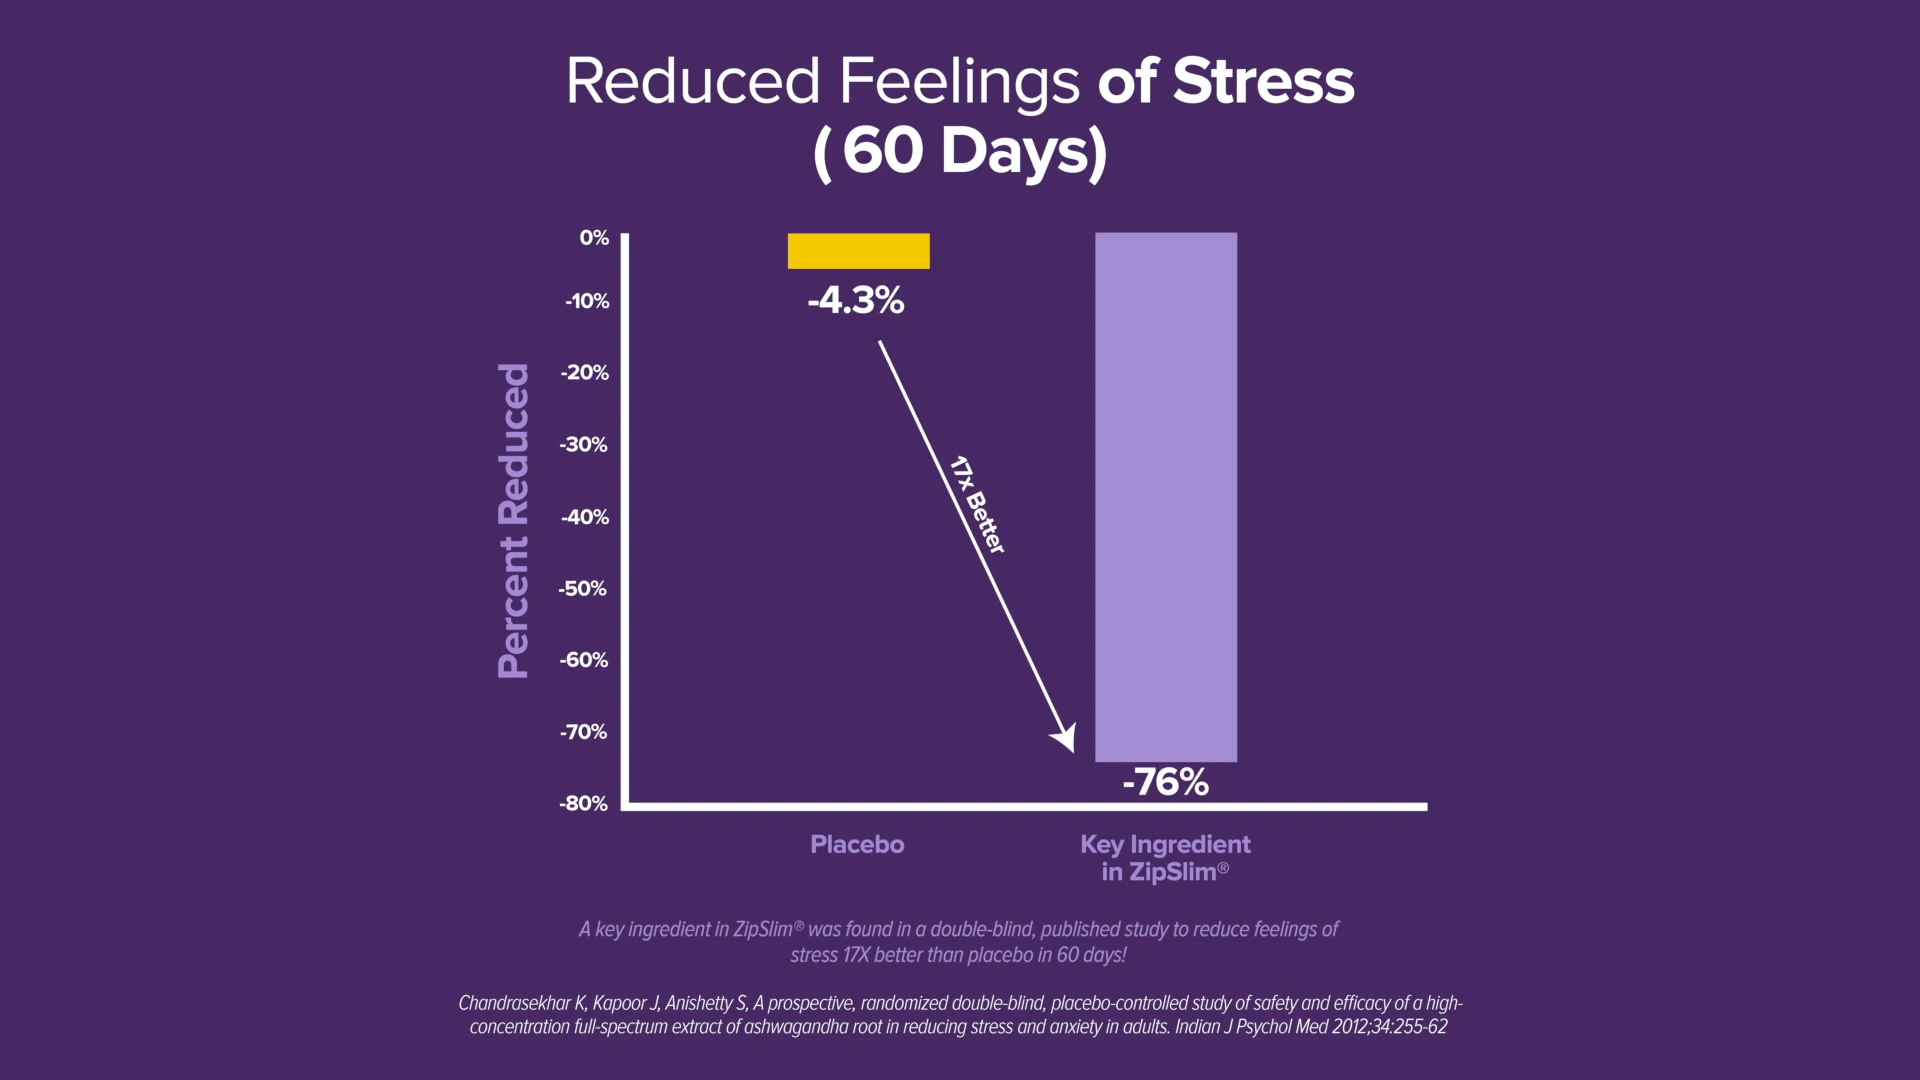 Reduced Feelings of Stress
( 60 Days)
0%
-10%
-20%
-30%
-40%
-50%
-60%
-70%
-80%
Percent Reduced
-4.3%
17x Better
-76%
Placebo
Key Ingredient
in ZipSlim®
A key ingredient in ZipSlim® was found in a double-blind, published study to reduce feelings of
stress 17X better than placebo in 60 days!
Chandrasekhar K, Kapoor J, Anishetty S, A prospective, randomized double-blind, placebo-controlled study of safety and efficacy of a high-
concentration full-spectrum extract of ashwagandha root in reducing stress and anxiety in adults. Indian J Psychol Med 2012;34:255-62